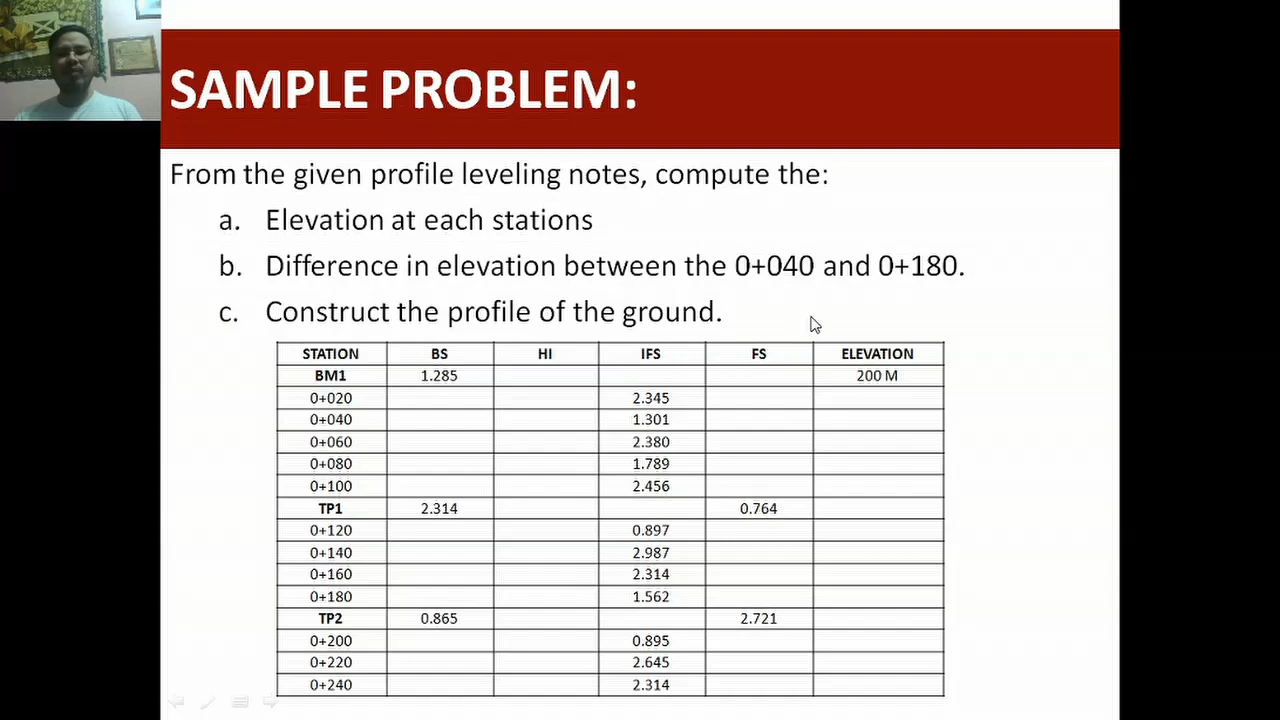 SAMPLE PROBLEM:
From the given profile leveling notes, compute the:
a. Elevation at each stations
b. Difference in elevation between the 0+040 and 0+180.
c. Construct the profile of the ground.
STATION BS HI IFS FS ELEVATION
BM1 1.285 200 M
0+020 2.345
0+040 1.301
0+060 2.380
0+080 1.789
0+100 2.456
TP1 2.314 0.764
0+120 0.897
0+140 2.987
0+160 2.314
0+180 1.562
TP2 0.865 2.721
0+200 0.895
0+220 2.645
0+240 2.314